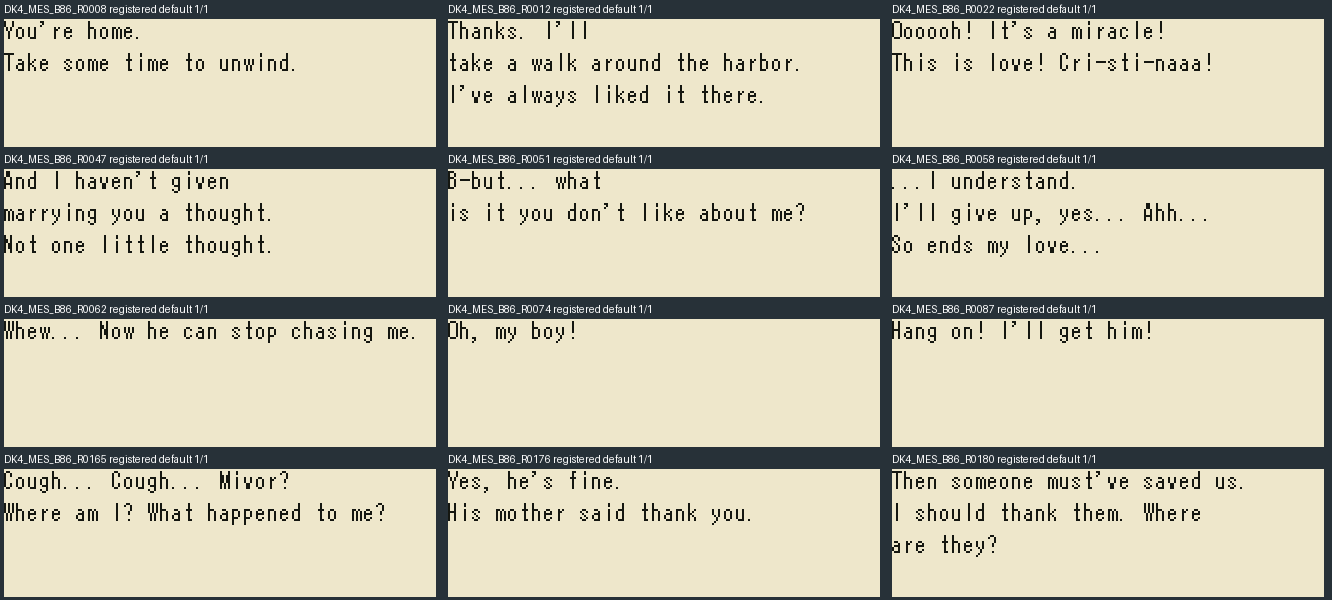 DK4_MES_B86_R0008 registered default 1/1
You're home.
Take some time to unwind.
DK4_MES_B86_R0012 registered default 1/1
Thanks. I'll
take a walk around the harbor.
I've always liked it there.
DK4_MES_B86_R0022 registered default 1/1
Oooooh! It's a miracle!
This is love! Cri-sti-naaa!
DK4_MES_B86_R0047 registered default 1/1
And I haven't given
marrying you a thought.
Not one little thought.
DK4_MES_B86_R0051 registered default 1/1
B-but... what
is it you don't like about me?
DK4_MES_B86_R0058 registered default 1/1
...I understand.
I'll give up, yes... Ahh...
So ends my love...
DK4_MES_B86_R0062 registered default 1/1
Whew... Now he can stop chasing me.
DK4_MES_B86_R0074 registered default 1/1
Oh, my boy!
DK4_MES_B86_R0087 registered default 1/1
Hang on! I'll get him!
DK4_MES_B86_R0165 registered default 1/1
Cough... Cough... Mivor?
Where am I? What happened to me?
DK4_MES_B86_R0176 registered default 1/1
Yes, he's fine.
His mother said thank you.
DK4_MES_B86_R0180 registered default 1/1
Then someone must've saved us.
I should thank them. Where
are they?